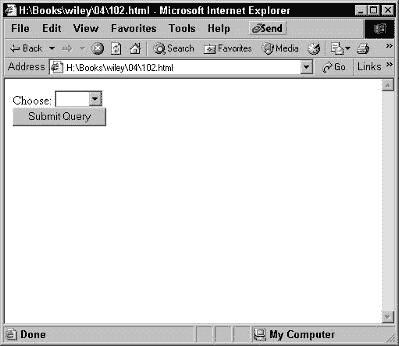 H:\Books\wiley\04\102.html - Microsoft Internet Explorer
File Edit View Favorites Tools Help Send
Back Search Favorites Media »
Address H:\Books\wiley\04\102.html Go Links »
Choose:
Submit Query
Done My Computer